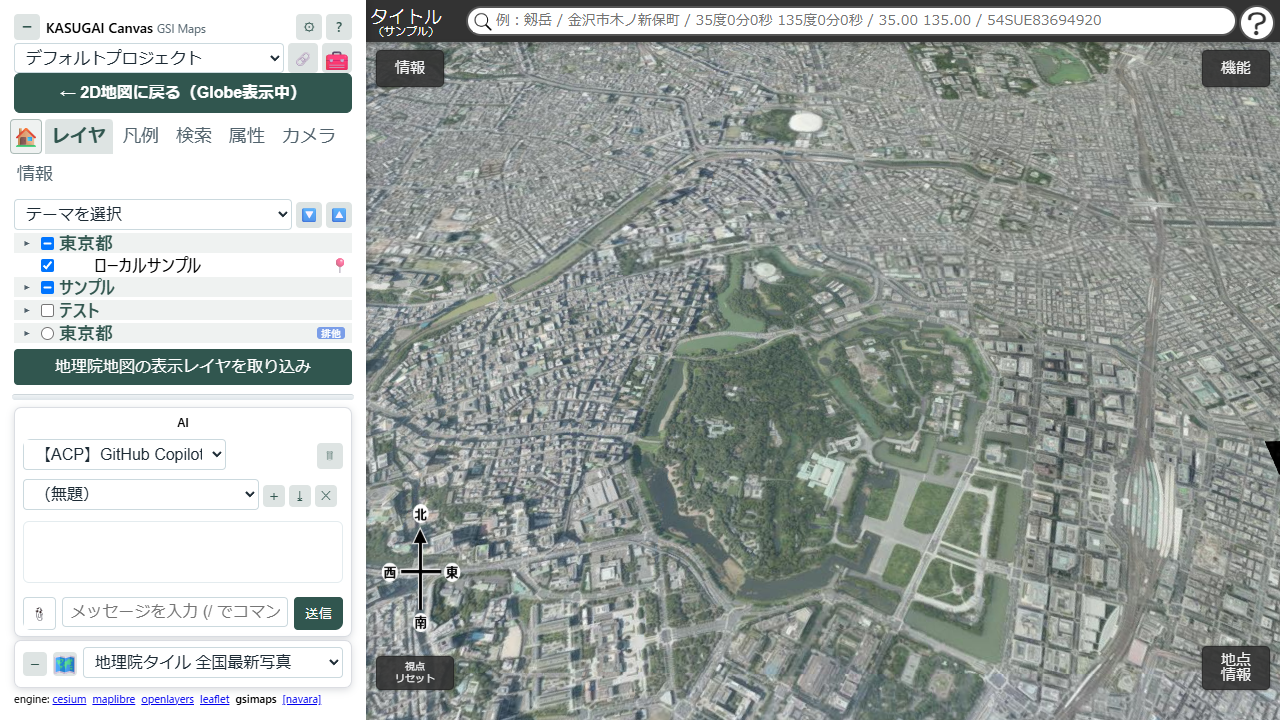 − KASUGAI Canvas GSI Maps ⚙ ?
デフォルトプロジェクト
← 2D地図に戻る（Globe表示中）
レイヤ 凡例 検索 属性 カメラ
情報
テーマを選択
東京都
ローカルサンプル
サンプル
テスト
東京都 排他
地理院地図の表示レイヤを取り込み
AI
【ACP】GitHub Copilot
（無題）
メッセージを入力 (/ でコマン 送信
地理院タイル 全国最新写真
engine: cesium maplibre openlayers leaflet gsimaps [navara]
タイトル
（サンプル）
例：剱岳 / 金沢市木ノ新保町 / 35度0分0秒 135度0分0秒 / 35.00 135.00 / 54SUE83694920
?
情報
機能
北
西 東
南
視点
リセット
地点
情報